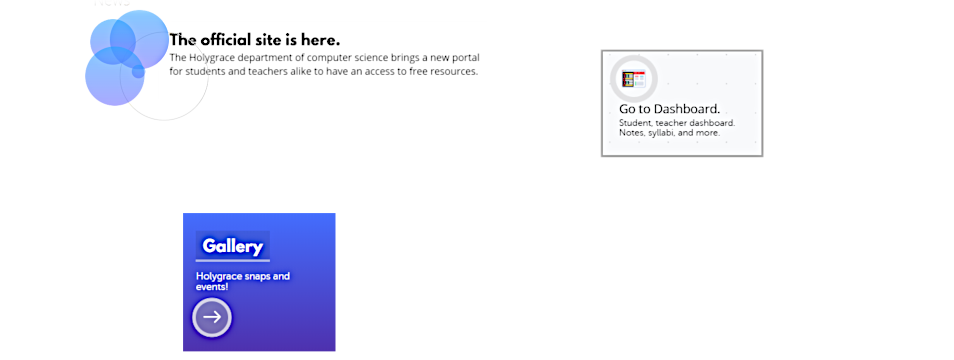 The official site is here.
The Holygrace department of computer science brings a new portal
for students and teachers alike to have an access to free resources.
Go to Dashboard.
Student, teacher dashboard.
Notes, syllabi, and more.
Gallery
Holygrace snaps and
events!